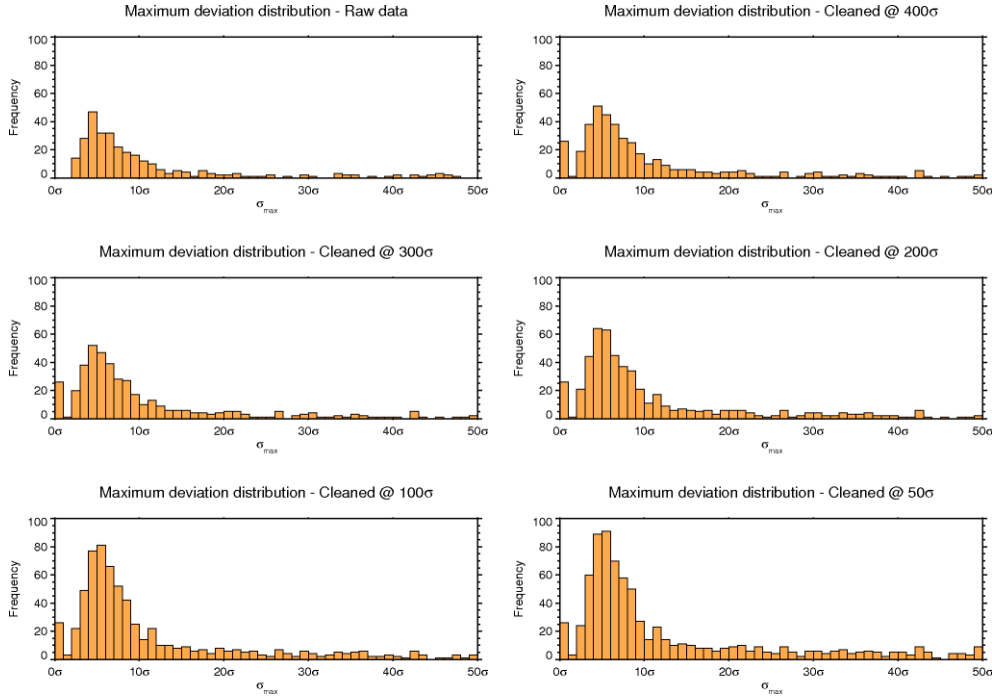 Maximum deviation distribution - Raw data
100
80
60
40
20
0
Frequency
0σ 10σ 20σ 30σ 40σ 50σ
σmax
Maximum deviation distribution - Cleaned @ 400σ
100
80
60
40
20
0
Frequency
0σ 10σ 20σ 30σ 40σ 50σ
σmax
Maximum deviation distribution - Cleaned @ 300σ
100
80
60
40
20
0
Frequency
0σ 10σ 20σ 30σ 40σ 50σ
σmax
Maximum deviation distribution - Cleaned @ 200σ
100
80
60
40
20
0
Frequency
0σ 10σ 20σ 30σ 40σ 50σ
σmax
Maximum deviation distribution - Cleaned @ 100σ
100
80
60
40
20
0
Frequency
0σ 10σ 20σ 30σ 40σ 50σ
σmax
Maximum deviation distribution - Cleaned @ 50σ
100
80
60
40
20
0
Frequency
0σ 10σ 20σ 30σ 40σ 50σ
σmax